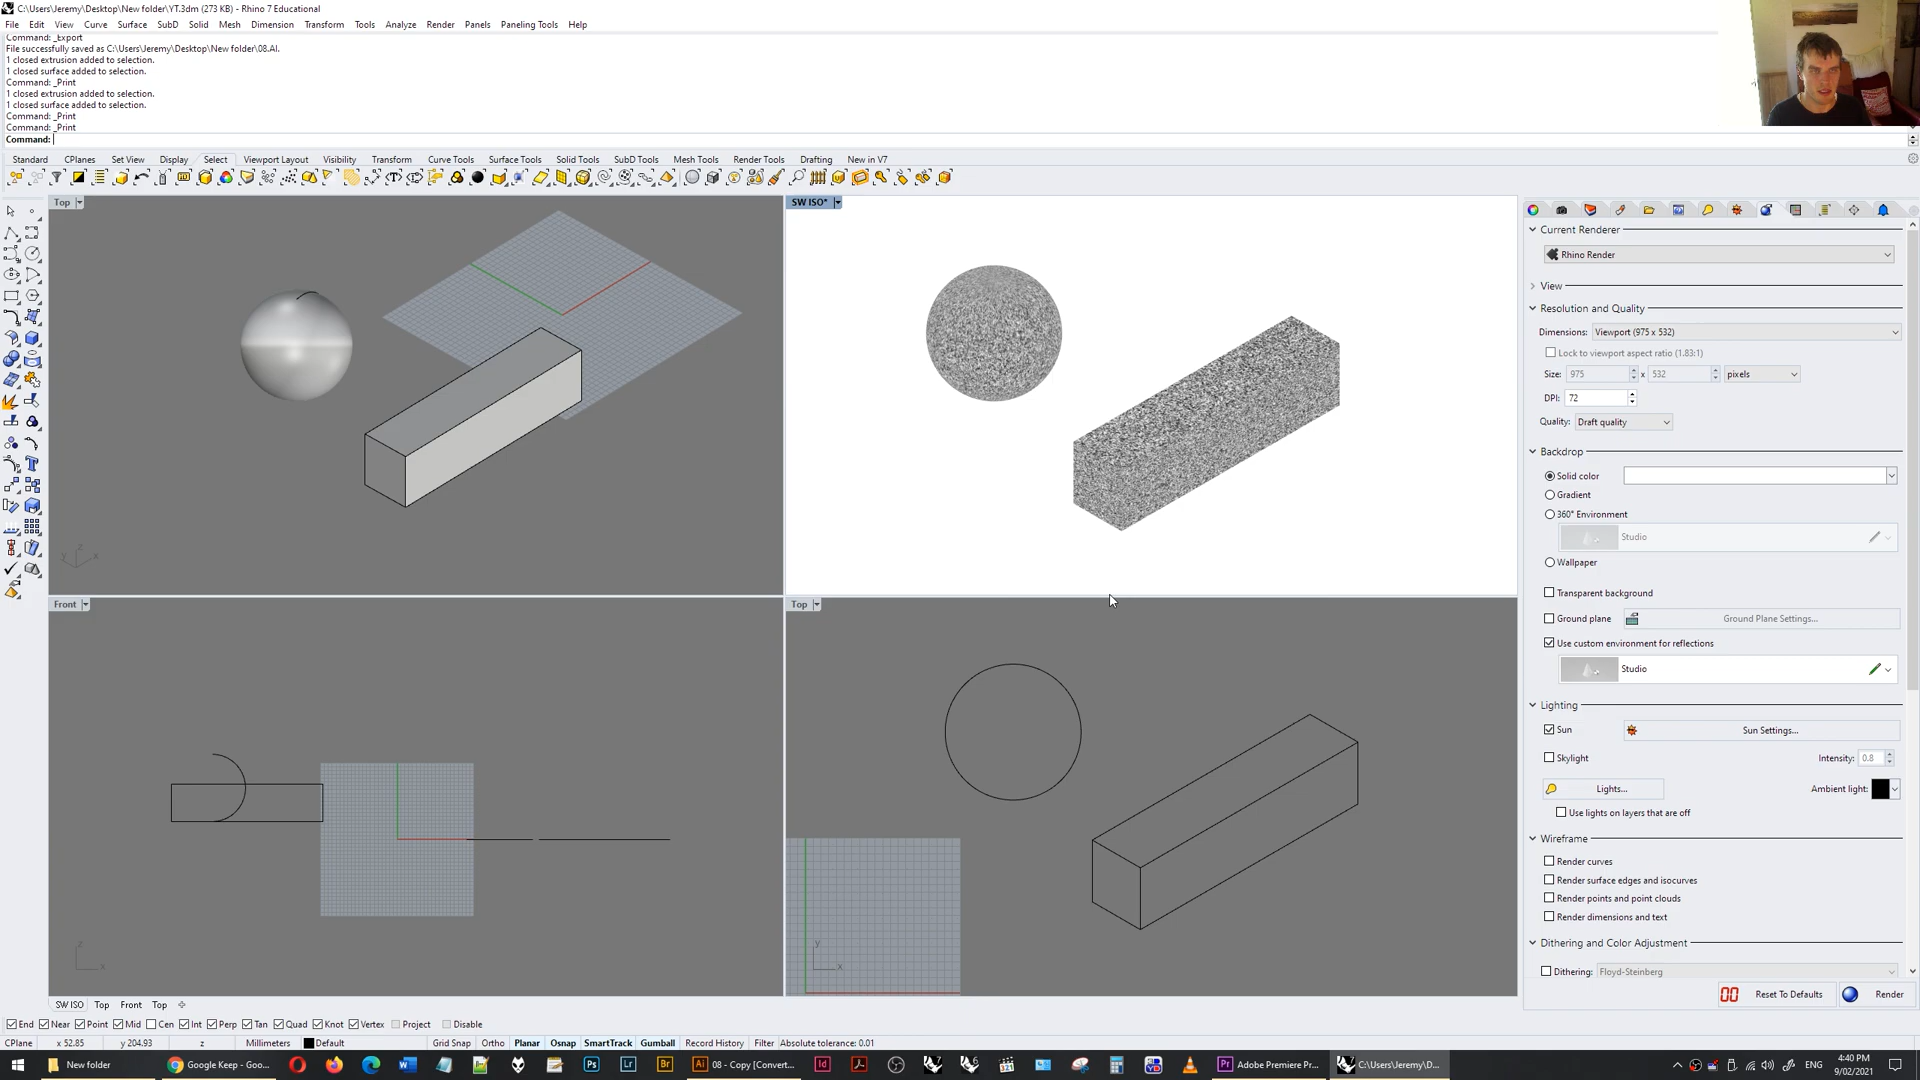 C:\Users\Jeremy\Desktop\New folder\YT.3dm (273 KB) - Rhino 7 Educational
File Edit View Curve Surface SubD Solid Mesh Dimension Transform Tools Analyze Render Panels Paneling Tools Help
Command: _Export
File successfully saved as C:\Users\Jeremy\Desktop\New folder\08.AI.
1 closed extrusion added to selection.
1 closed surface added to selection.
Command: _Print
1 closed extrusion added to selection.
1 closed surface added to selection.
Command: _Print
Command: _Print
Command:
Standard CPlanes Set View Display Select Viewport Layout Visibility Transform Curve Tools Surface Tools Solid Tools SubD Tools Mesh Tools Render Tools Drafting New in V7
Top
SW ISO*
Current Renderer
Rhino Render
View
Resolution and Quality
Dimensions: Viewport (975 x 532)
Lock to viewport aspect ratio (1.83:1)
Size: 975 x 532 pixels
DPI: 72
Quality: Draft quality
Backdrop
Solid color
Gradient
360° Environment
Studio
Wallpaper
Transparent background
Ground plane Ground Plane Settings...
Use custom environment for reflections
Studio
Lighting
Sun Sun Settings...
Skylight Intensity: 0.8
Lights... Ambient light:
Use lights on layers that are off
Wireframe
Render curves
Render surface edges and isocurves
Render points and point clouds
Render dimensions and text
Dithering and Color Adjustment
Dithering: Floyd-Steinberg
Reset To Defaults Render
z
y x
Front
z
x
Top
y
x
SW ISO Top Front Top
End Near Point Mid Cen Int Perp Tan Quad Knot Vertex Project Disable
CPlane x 52.85 y 204.93 z Millimeters Default Grid Snap Ortho Planar Osnap SmartTrack Gumball Record History Filter Absolute tolerance: 0.01
New folder Google Keep - Goo... 08 - Copy [Convert... Adobe Premiere Pr... C:\Users\Jeremy\D...
ENG
4:40 PM
9/02/2021